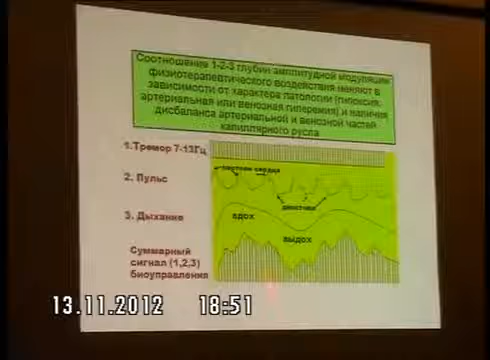 Соотношение 1-2-3 глубин амплитудной модуляции
физиотерапевтического воздействия меняют в
зависимости от характера патологии (гипоксия,
артериальная или венозная гиперемия) и наличия
дисбаланса артериальной и венозной частей
капиллярного русла
1.Тремор 7-13Гц
систола сердца
2. Пульс
диастола
3. Дыхание
вдох
выдох
Суммарный
сигнал (1,2,3)
биоуправления
13.11.2012 18:51